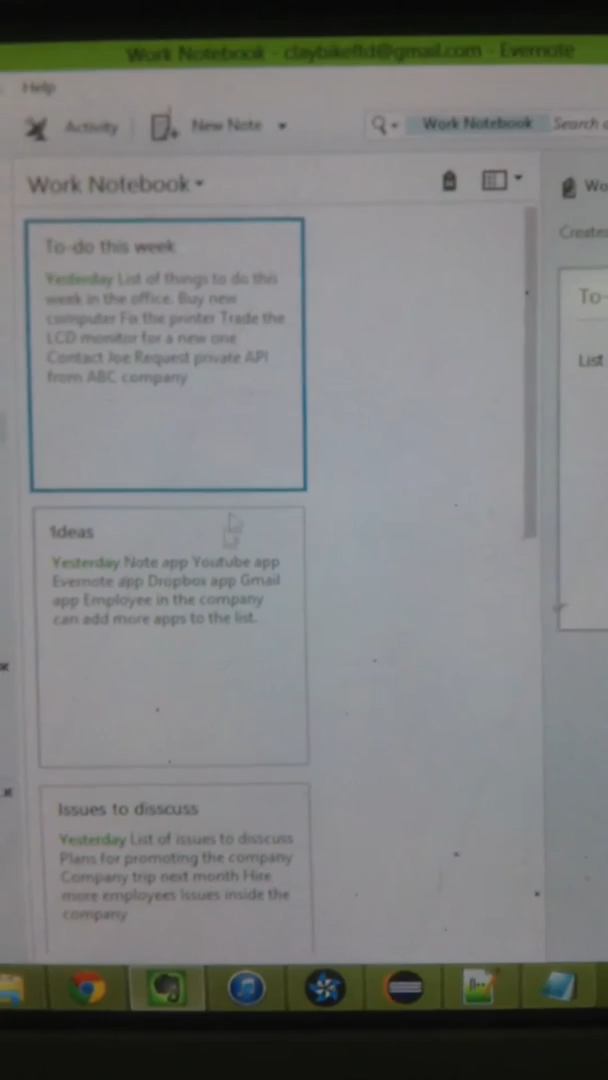 Work Notebook - claybikeltd@gmail.com - Evernote
Help
Activity
New Note
Work Notebook
Search
Work Notebook
Wo
Create
To-do this week
To-
Yesterday List of things to do this
week in the office. Buy new
computer Fix the printer Trade the
LCD monitor for a new one
Contact Joe Request private API
from ABC company
List
Ideas
Yesterday Note app Youtube app
Evernote app Dropbox app Gmail
app Employee in the company
can add more apps to the list.
Issues to disscuss
Yesterday List of issues to disscuss
Plans for promoting the company
Company trip next month Hire
more employees Issues inside the
company